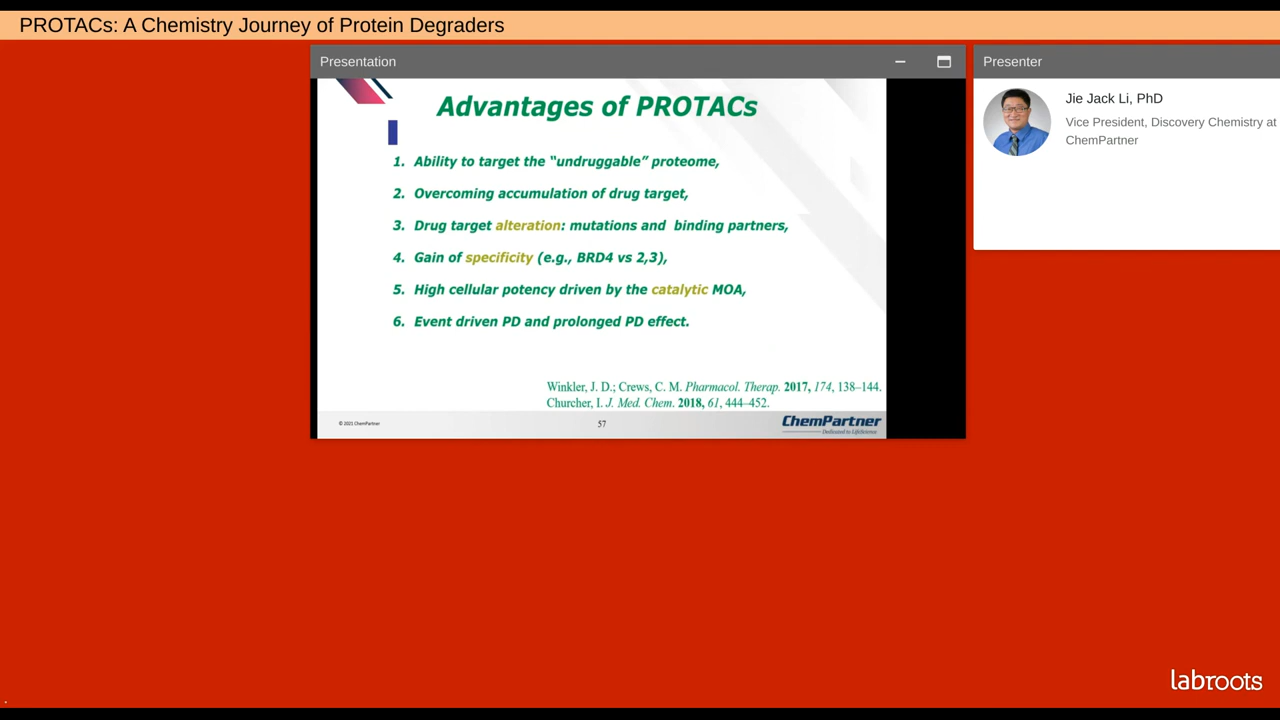 PROTACs: A Chemistry Journey of Protein Degraders
Presentation
Presenter
Jie Jack Li, PhD
Vice President, Discovery Chemistry at
ChemPartner
Advantages of PROTACs
1. Ability to target the “undruggable” proteome,
2. Overcoming accumulation of drug target,
3. Drug target alteration: mutations and binding partners,
4. Gain of specificity (e.g., BRD4 vs 2,3),
5. High cellular potency driven by the catalytic MOA,
6. Event driven PD and prolonged PD effect.
Winkler, J. D.; Crews, C. M. Pharmacol. Therap. 2017, 174, 138–144.
Churcher, I. J. Med. Chem. 2018, 61, 444–452.
© 2021 ChemPartner
57
ChemPartner
Dedicated to LifeScience
labroots